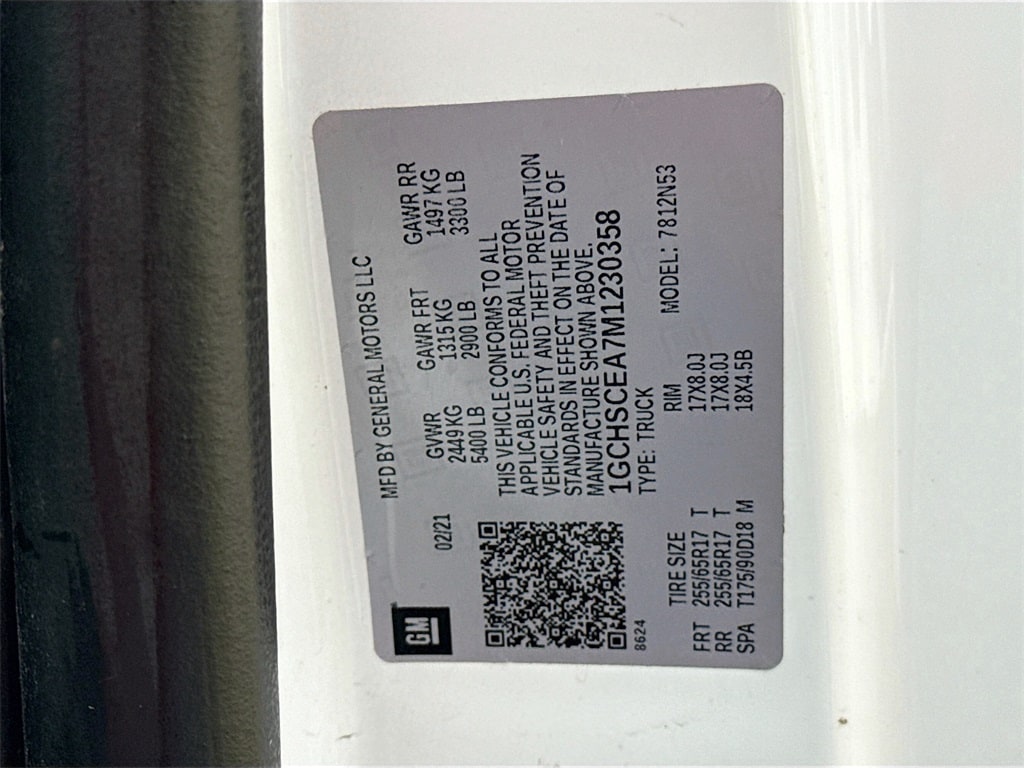 GM
MFD BY GENERAL MOTORS LLC
02/21
GVWR GAWR FRT GAWR RR
2449 KG 1315 KG 1497 KG
5400 LB 2900 LB 3300 LB
THIS VEHICLE CONFORMS TO ALL
APPLICABLE U.S. FEDERAL MOTOR
VEHICLE SAFETY AND THEFT PREVENTION
STANDARDS IN EFFECT ON THE DATE OF
MANUFACTURE SHOWN ABOVE.
1GCHSCEA7M1230358
8624
TYPE: TRUCK
MODEL: 7812N53
TIRE SIZE RIM
FRT 255/65R17 T 17X8.0J
RR 255/65R17 T 17X8.0J
SPA T175/90D18 M 18X4.5B